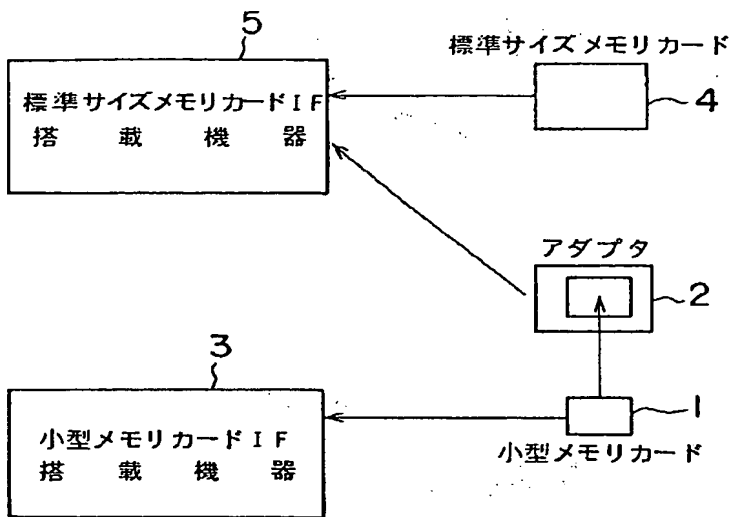 5
標準サイズメモリカード
標準サイズメモリカードIF
搭載機器
4
アダプタ
2
3
小型メモリカードIF
搭載機器
1
小型メモリカード